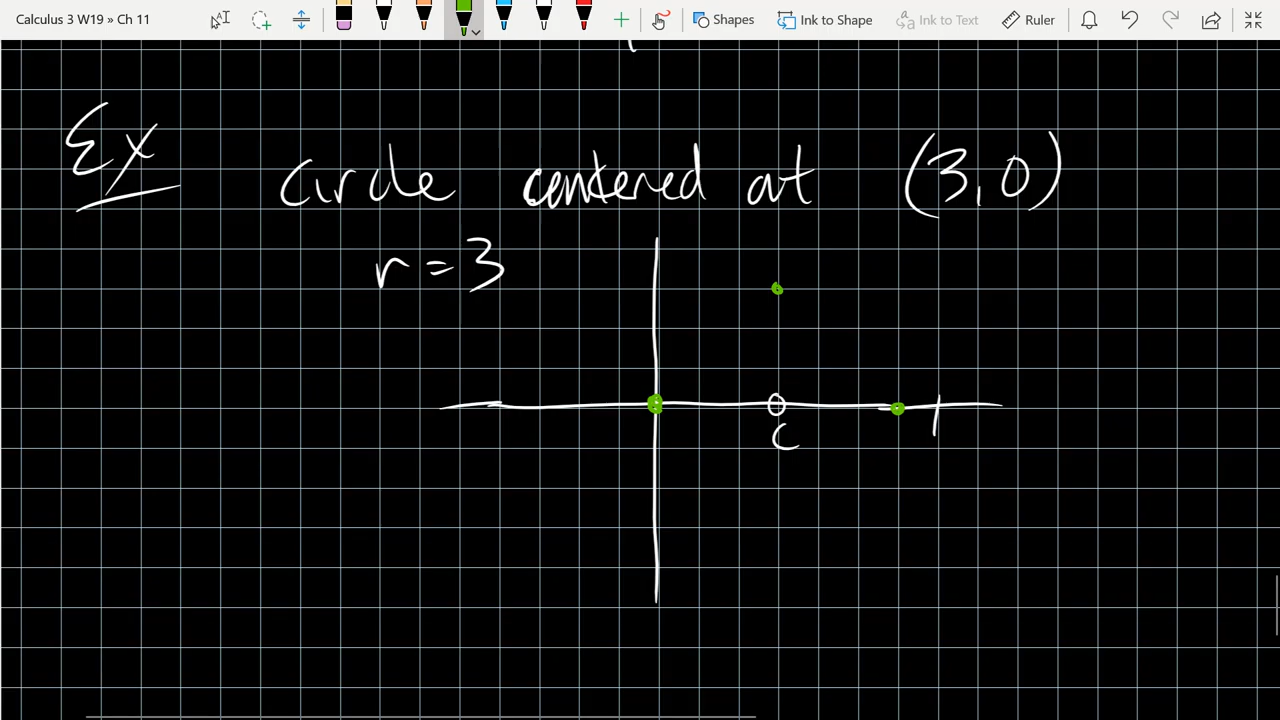 Calculus 3 W19 » Ch 11
Shapes
Ink to Shape
Ink to Text
Ruler
Ex circle centered at (3,0)
r = 3
C